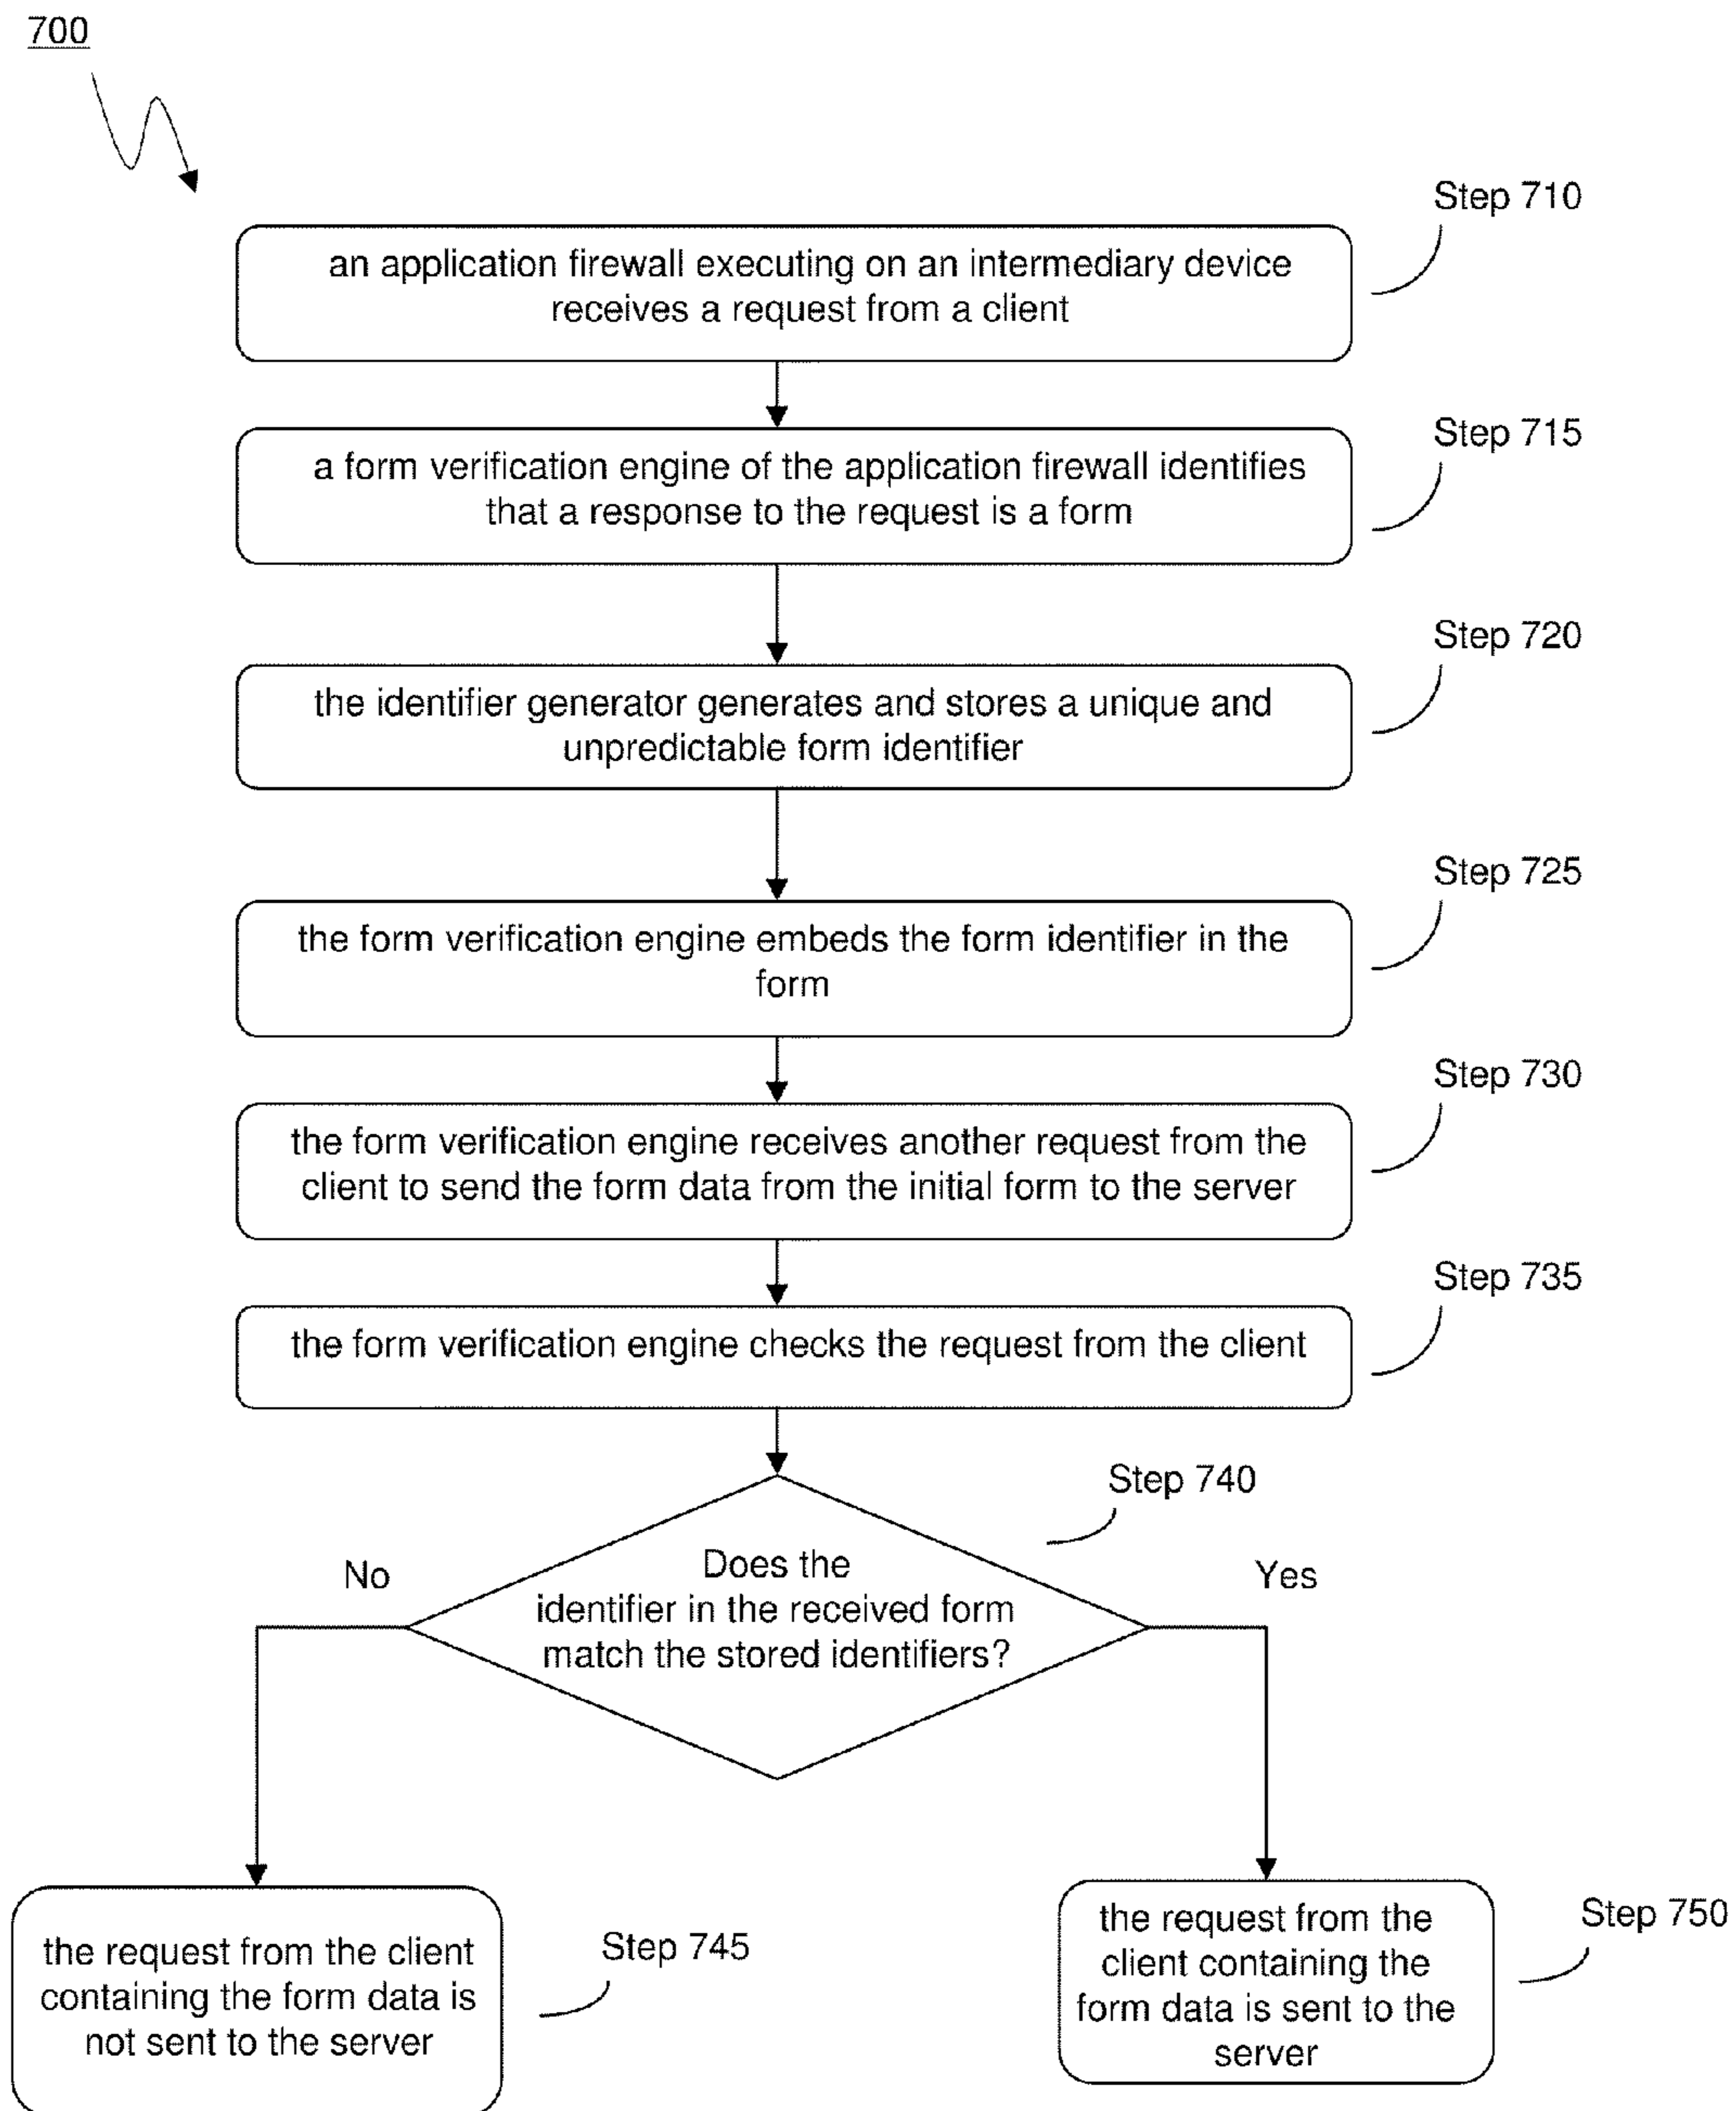 700
Step 710
an application firewall executing on an intermediary device
receives a request from a client
Step 715
a form verification engine of the application firewall identifies
that a response to the request is a form
Step 720
the identifier generator generates and stores a unique and
unpredictable form identifier
Step 725
the form verification engine embeds the form identifier in the
form
Step 730
the form verification engine receives another request from the
client to send the form data from the initial form to the server
Step 735
the form verification engine checks the request from the client
Step 740
Does the
identifier in the received form
match the stored identifiers?
No
Yes
the request from the client
containing the form data is
not sent to the server
Step 745
the request from the
client containing the
form data is sent to the
server
Step 750